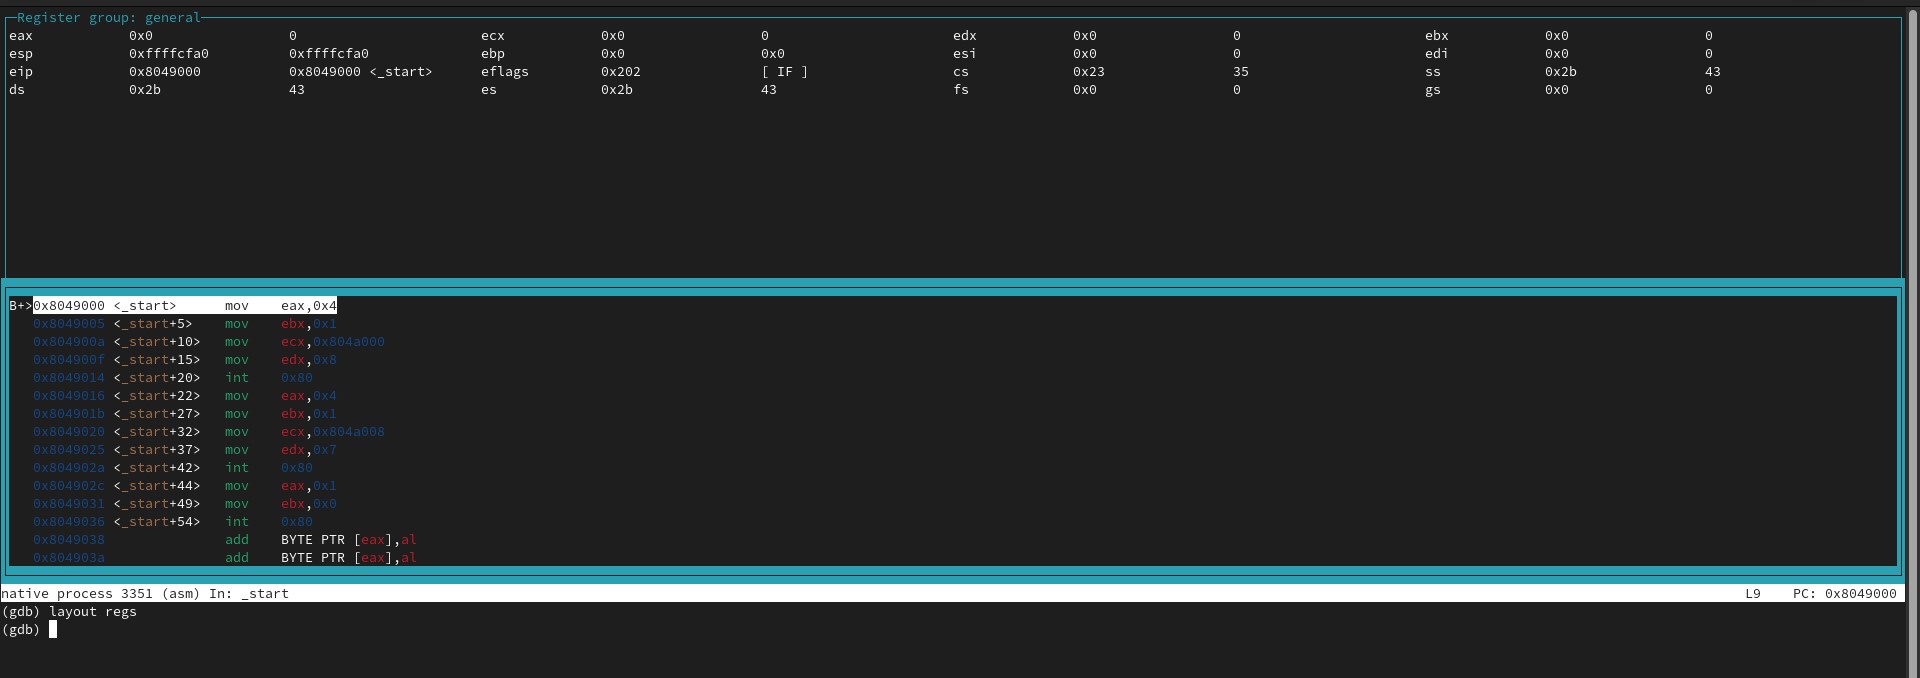 Register group: general
eax 0x0 0 ecx 0x0 0 edx 0x0 0 ebx 0x0 0
esp 0xffffcfa0 0xffffcfa0 ebp 0x0 0x0 esi 0x0 0 edi 0x0 0
eip 0x8049000 0x8049000 <_start> eflags 0x202 [ IF ] cs 0x23 35 ss 0x2b 43
ds 0x2b 43 es 0x2b 43 fs 0x0 0 gs 0x0 0
B+>0x8049000 <_start> mov eax,0x4
0x8049005 <_start+5> mov ebx,0x1
0x804900a <_start+10> mov ecx,0x804a000
0x804900f <_start+15> mov edx,0x8
0x8049014 <_start+20> int 0x80
0x8049016 <_start+22> mov eax,0x4
0x804901b <_start+27> mov ebx,0x1
0x8049020 <_start+32> mov ecx,0x804a008
0x8049025 <_start+37> mov edx,0x7
0x804902a <_start+42> int 0x80
0x804902c <_start+44> mov eax,0x1
0x8049031 <_start+49> mov ebx,0x0
0x8049036 <_start+54> int 0x80
0x8049038 add BYTE PTR [eax],al
0x804903a add BYTE PTR [eax],al
native process 3351 (asm) In: _start L9 PC: 0x8049000
(gdb) layout regs
(gdb)